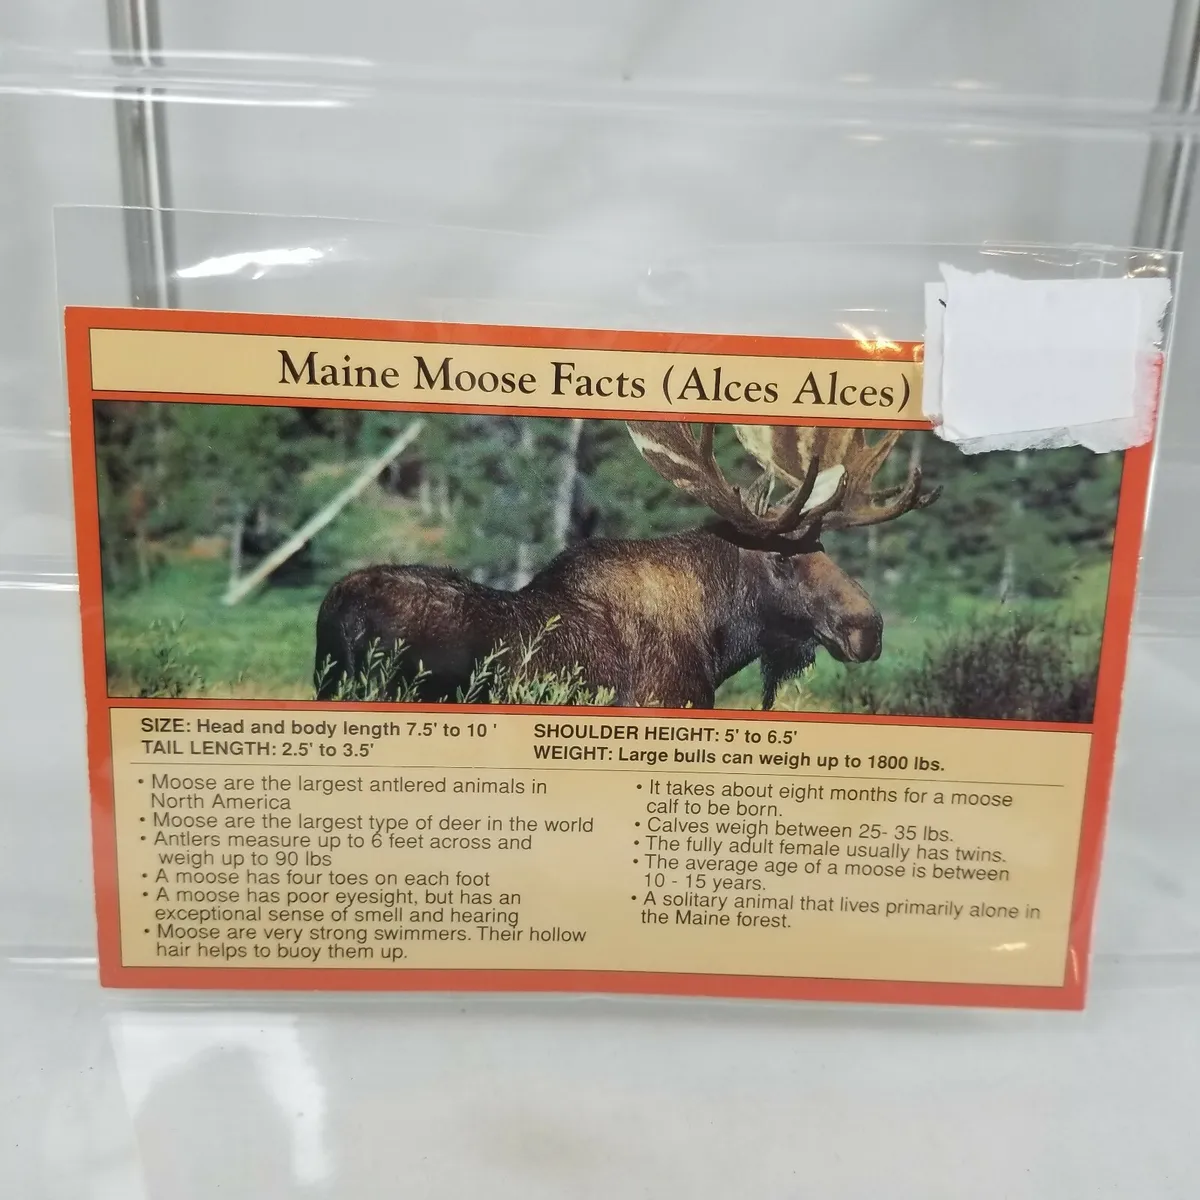 Maine Moose Facts (Alces Alces)
SIZE: Head and body length 7.5' to 10 '
TAIL LENGTH: 2.5' to 3.5'
SHOULDER HEIGHT: 5' to 6.5'
WEIGHT: Large bulls can weigh up to 1800 lbs.
• Moose are the largest antlered animals in
North America
• Moose are the largest type of deer in the world
• Antlers measure up to 6 feet across and
weigh up to 90 lbs
• A moose has four toes on each foot
• A moose has poor eyesight, but has an
exceptional sense of smell and hearing
• Moose are very strong swimmers. Their hollow
hair helps to buoy them up.
• It takes about eight months for a moose
calf to be born.
• Calves weigh between 25- 35 lbs.
• The fully adult female usually has twins.
• The average age of a moose is between
10 - 15 years.
• A solitary animal that lives primarily alone in
the Maine forest.